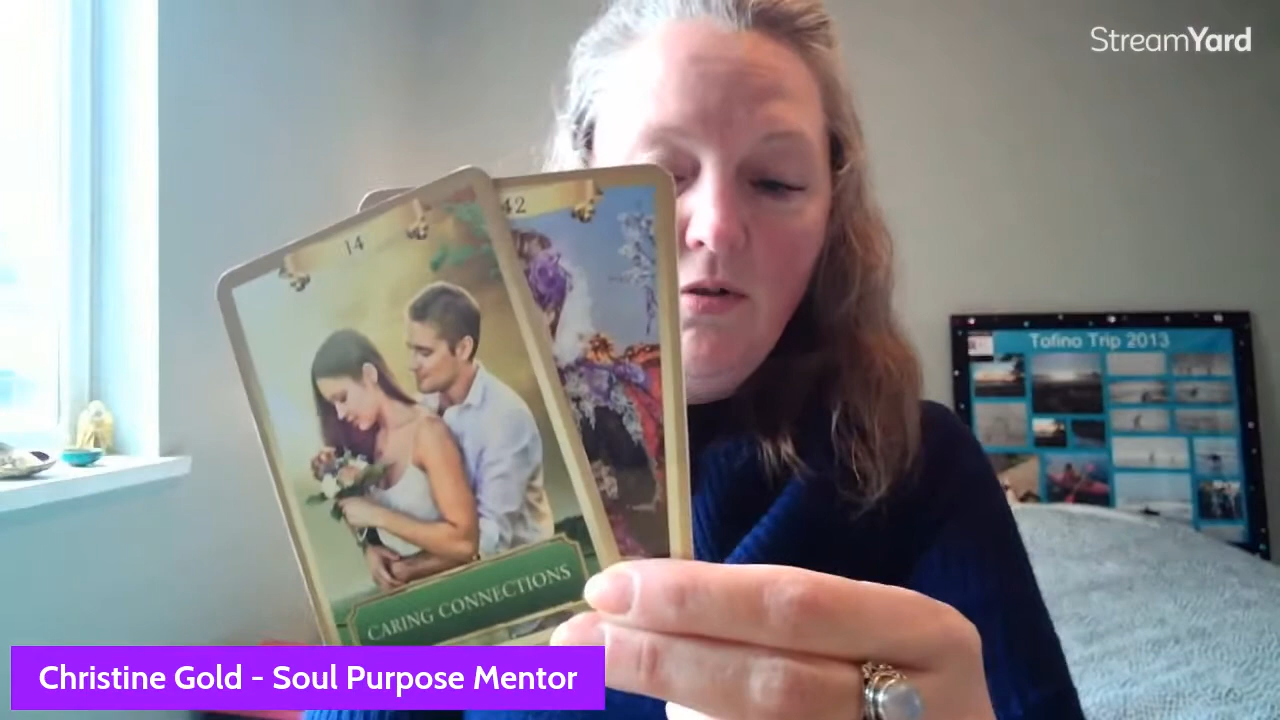 StreamYard
14
42
Tofino Trip 2013
CARING CONNECTIONS
Christine Gold - Soul Purpose Mentor